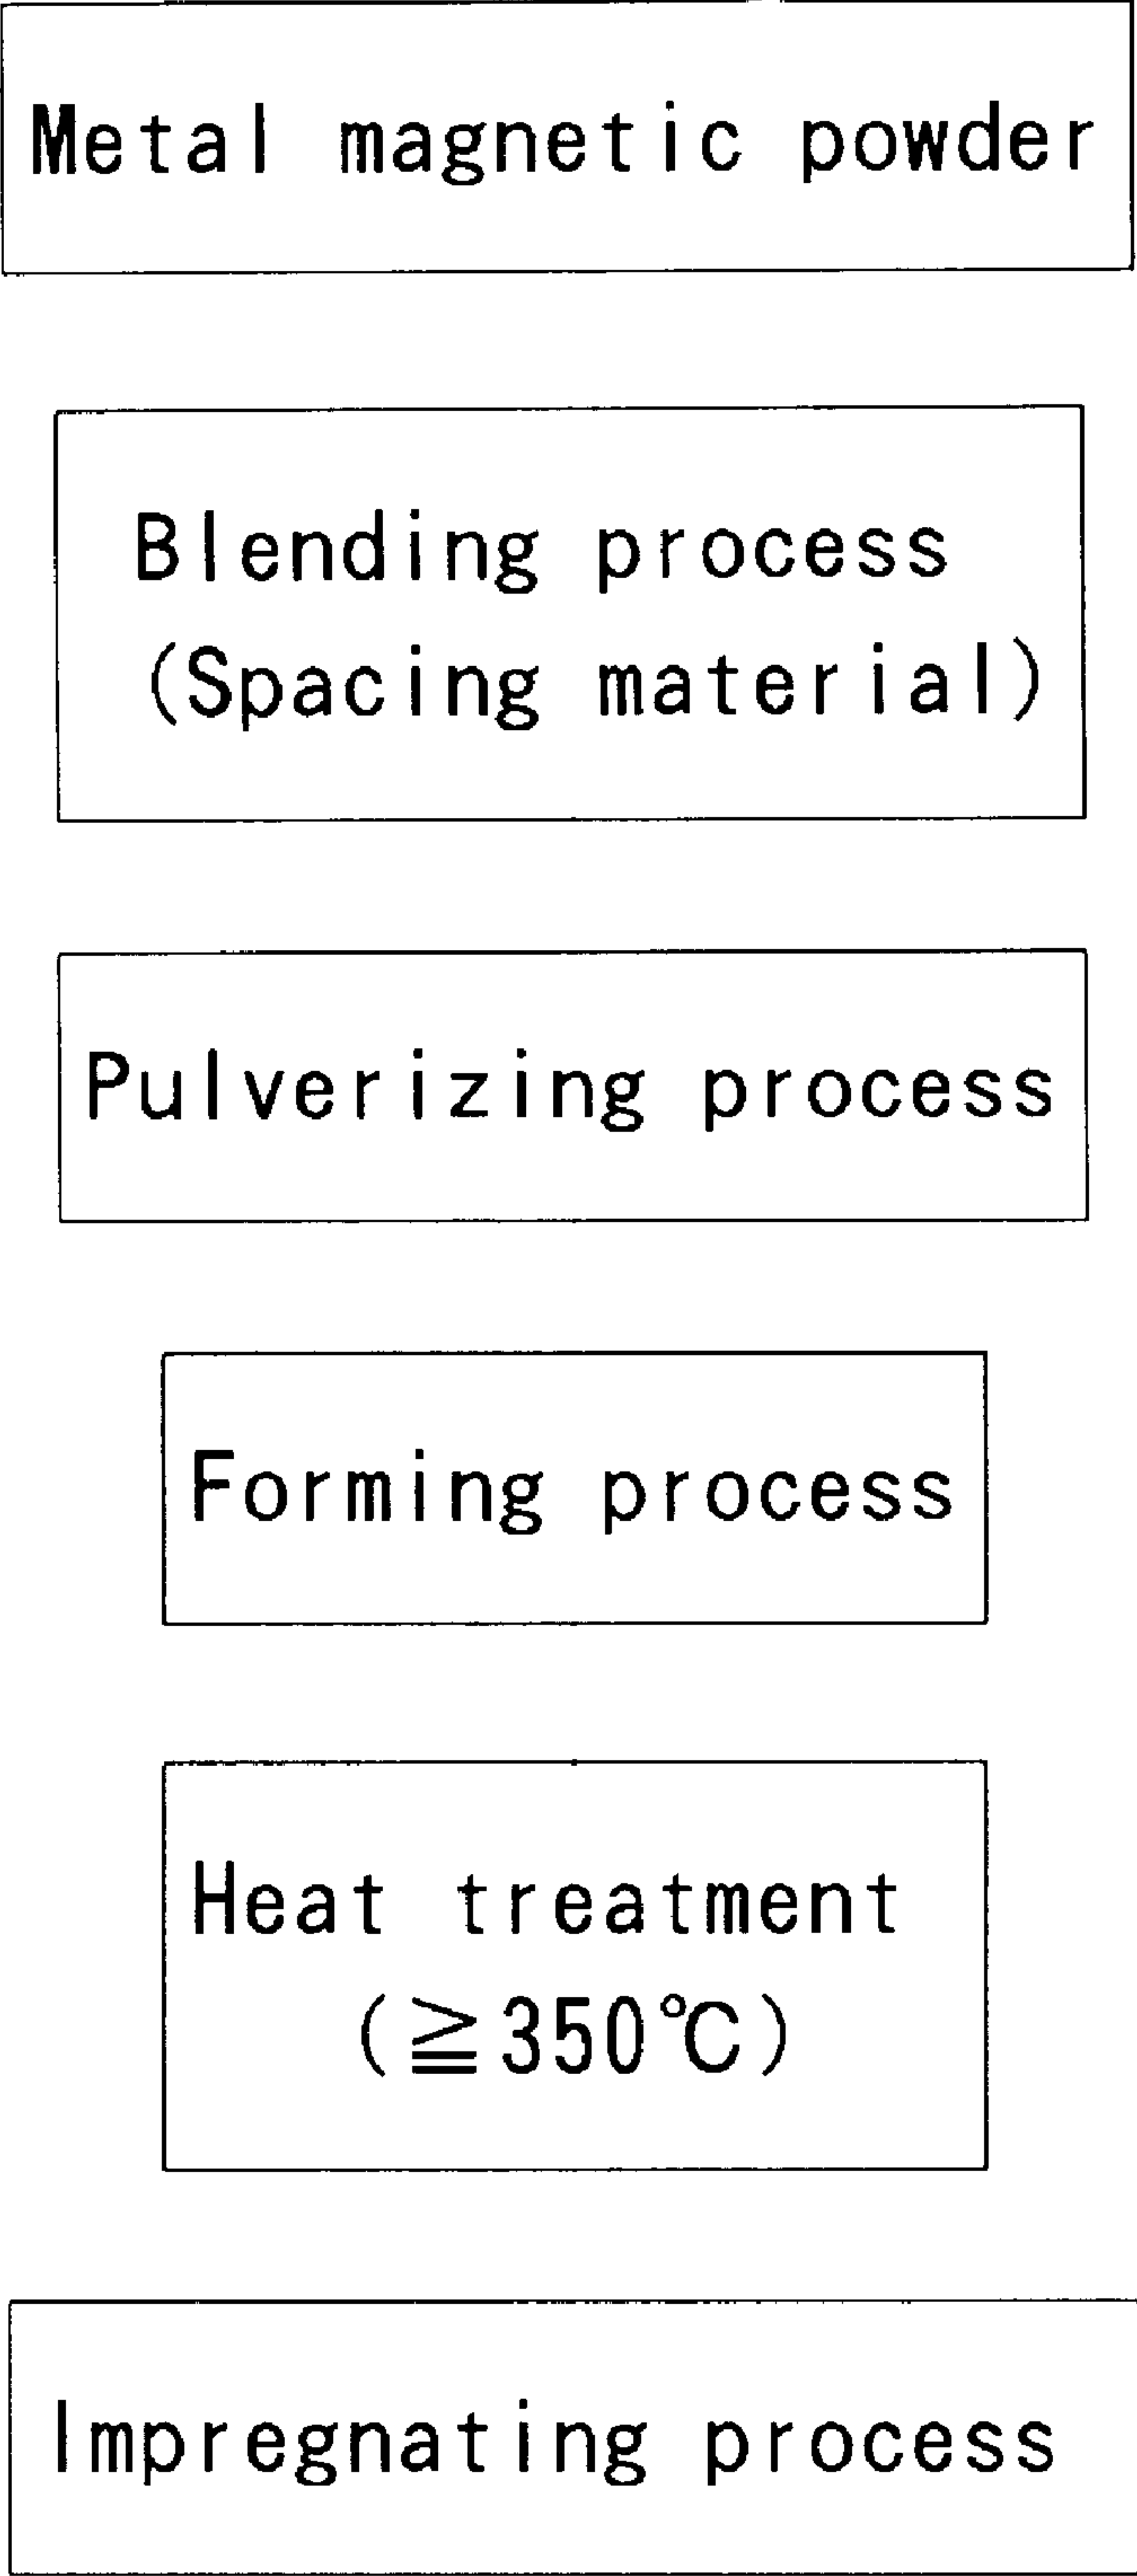 Metal magnetic powder
Blending process
(Spacing material)
Pulverizing process
Forming process
Heat treatment
(≧350℃)
Impregnating process